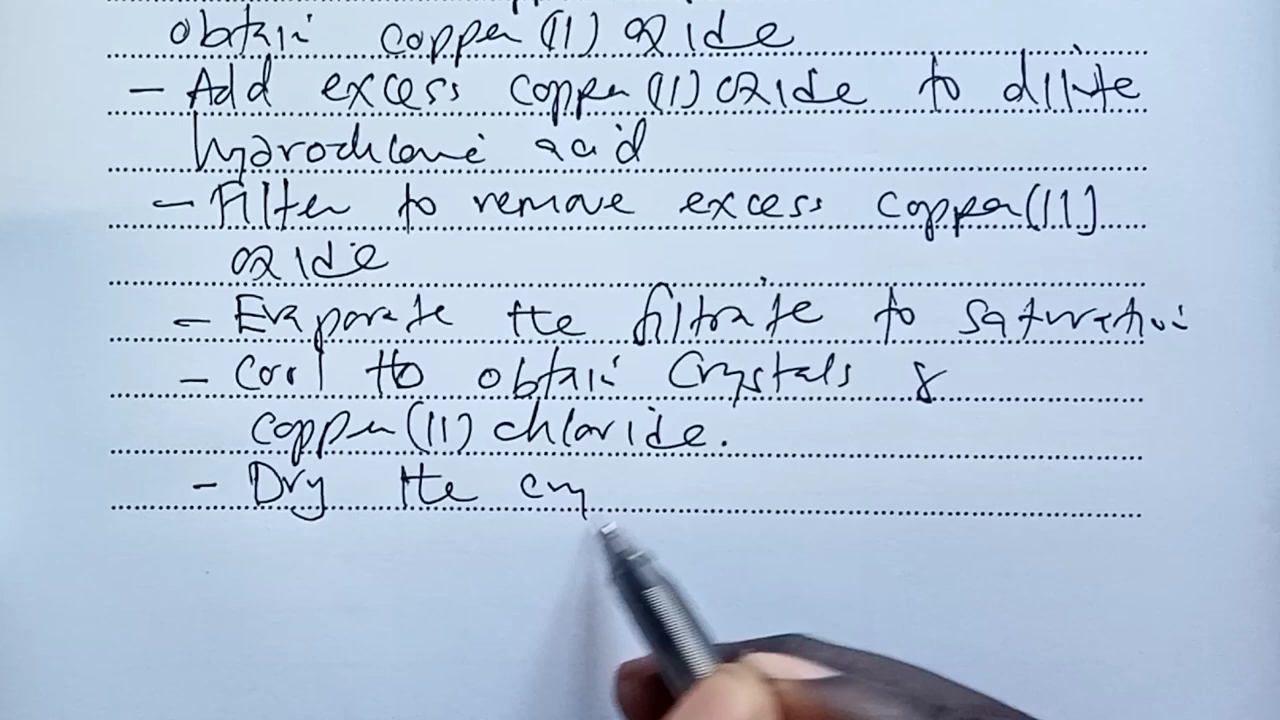 obtain copper (II) oxide
- Add excess copper (II) oxide to dilute
hydrochloric acid
- Filter to remove excess copper (II)
oxide
- Evaporate the filtrate to saturation
- Cool to obtain crystals of
copper (II) chloride.
- Dry the cry